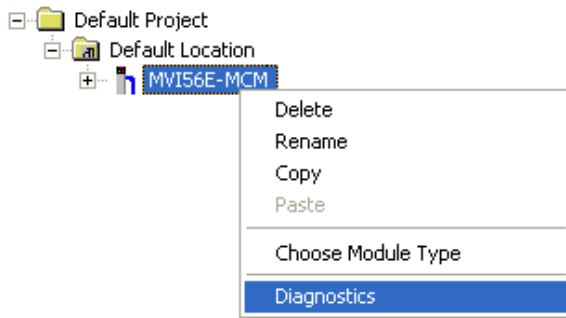 Default Project
Default Location
MVI56E-MCM
Delete
Rename
Copy
Paste
Choose Module Type
Diagnostics